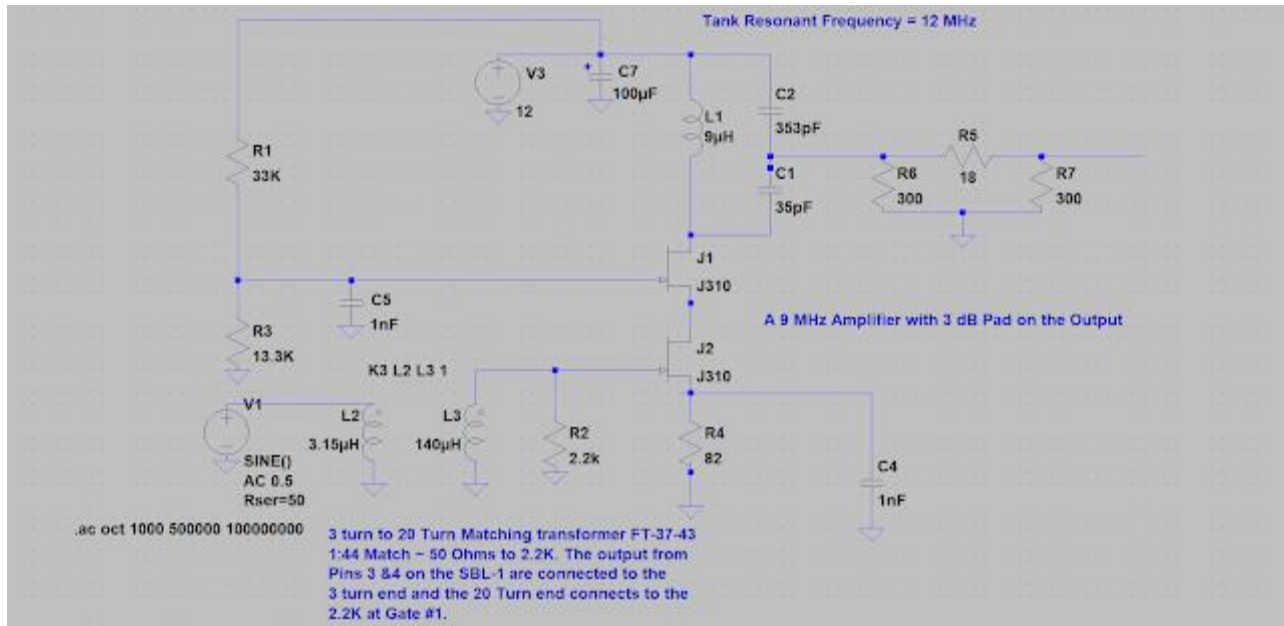 Tank Resonant Frequency = 12 MHz
V3
12
C7
100µF
L1
9µH
C2
353pF
R5
18
R1
33K
C1
35pF
R6
300
R7
300
J1
J310
C5
1nF
A 9 MHz Amplifier with 3 dB Pad on the Output
R3
13.3K
J2
J310
K3 L2 L3 1
V1
SINE()
AC 0.5
Rser=50
L2
3.15µH
L3
140µH
R2
2.2k
R4
82
C4
1nF
.ac oct 1000 500000 100000000
3 turn to 20 Turn Matching transformer FT-37-43
1:44 Match ~ 50 Ohms to 2.2K. The output from
Pins 3 &4 on the SBL-1 are connected to the
3 turn end and the 20 Turn end connects to the
2.2K at Gate #1.